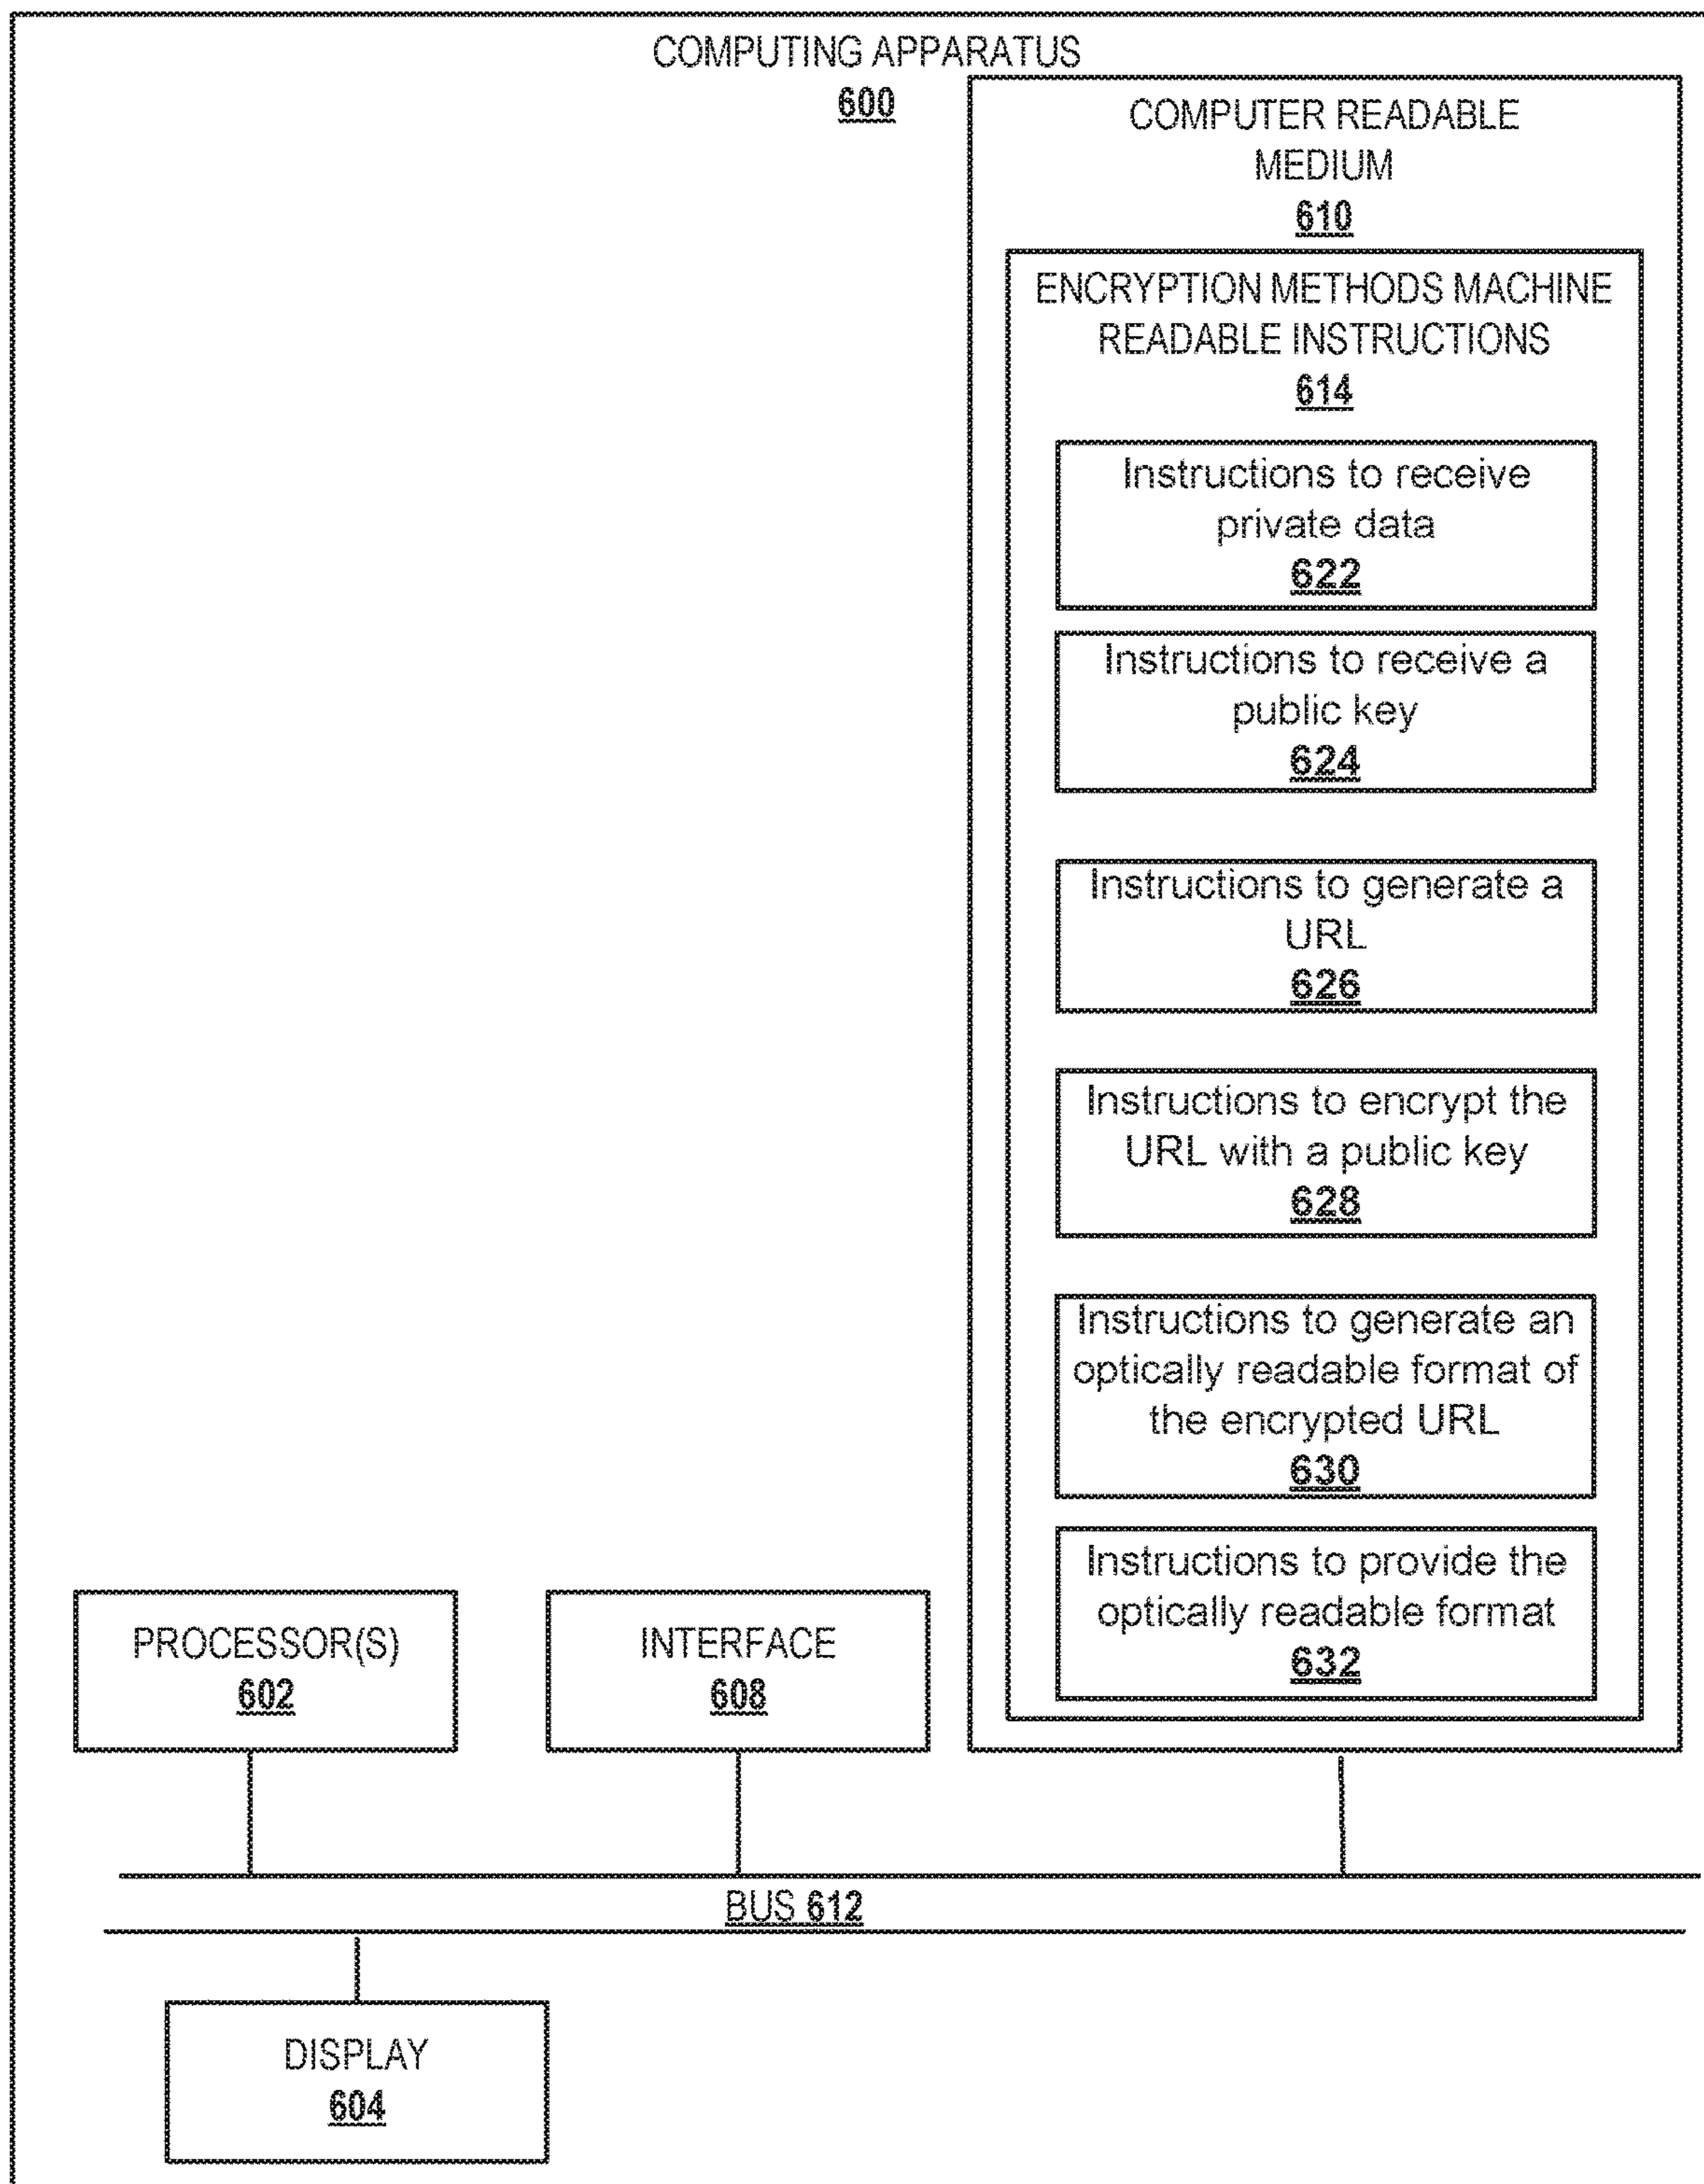 COMPUTING APPARATUS
600
COMPUTER READABLE
MEDIUM
610
ENCRYPTION METHODS MACHINE
READABLE INSTRUCTIONS
614
Instructions to receive
private data
622
Instructions to receive a
public key
624
Instructions to generate a
URL
626
Instructions to encrypt the
URL with a public key
628
Instructions to generate an
optically readable format of
the encrypted URL
630
Instructions to provide the
optically readable format
632
PROCESSOR(S)
602
INTERFACE
608
BUS 612
DISPLAY
604